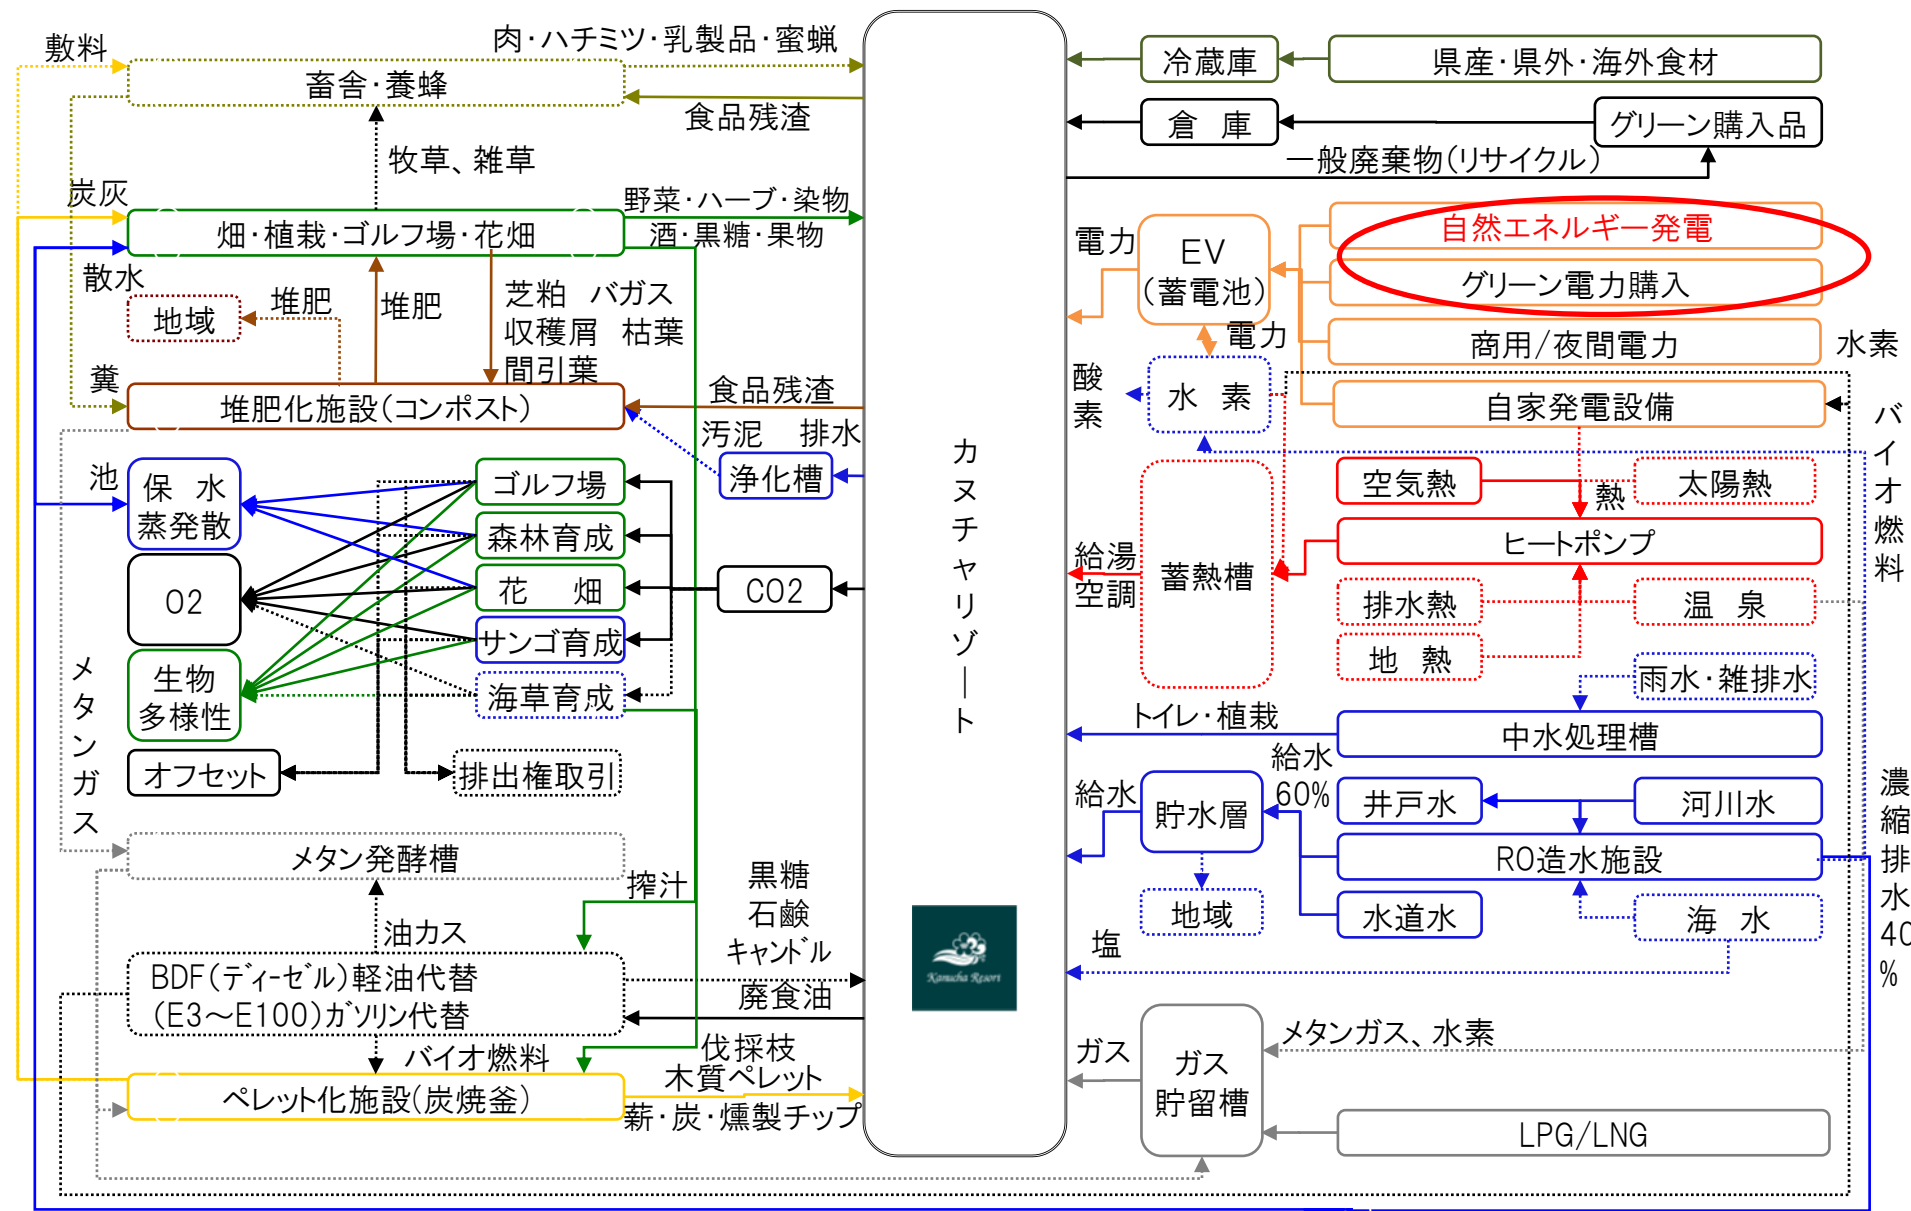 敷料
肉・ハチミツ・乳製品・蜜蝋
畜舎・養蜂
食品残渣
牧草、雑草
炭灰
畑・植栽・ゴルフ場・花畑
野菜・ハーブ・染物
酒・黒糖・果物
散水
地域
堆肥
堆肥
芝粕 バガス
収穫屑 枯葉
間引葉
糞
堆肥化施設(コンポスト)
食品残渣
汚泥 排水
浄化槽
池
保 水
蒸発散
O2
生物
多様性
ゴルフ場
森林育成
花 畑
サンゴ育成
海草育成
CO2
オフセット
排出権取引
メタンガス
メタン発酵槽
搾汁
油カス
黒糖
石鹸
キャンドル
BDF(ディーゼル)軽油代替
(E3～E100)ガソリン代替
廃食油
バイオ燃料
伐採枝
ペレット化施設(炭焼釜)
木質ペレット
薪・炭・燻製チップ
カヌチャリゾート
Kanucha Resort
冷蔵庫
県産・県外・海外食材
倉 庫
グリーン購入品
一般廃棄物(リサイクル)
電力
EV
(蓄電池)
自然エネルギー発電
グリーン電力購入
商用/夜間電力
自家発電設備
電力
水素
酸素
水 素
バイオ燃料
空気熱
太陽熱
熱
ヒートポンプ
給湯
空調
蓄熱槽
排水熱
温 泉
地 熱
雨水・雑排水
トイレ・植栽
中水処理槽
給水
給水
60%
貯水層
井戸水
河川水
RO造水施設
地域
水道水
海 水
塩
濃縮排水40
%
ガス
ガス
貯留槽
メタンガス、水素
LPG/LNG